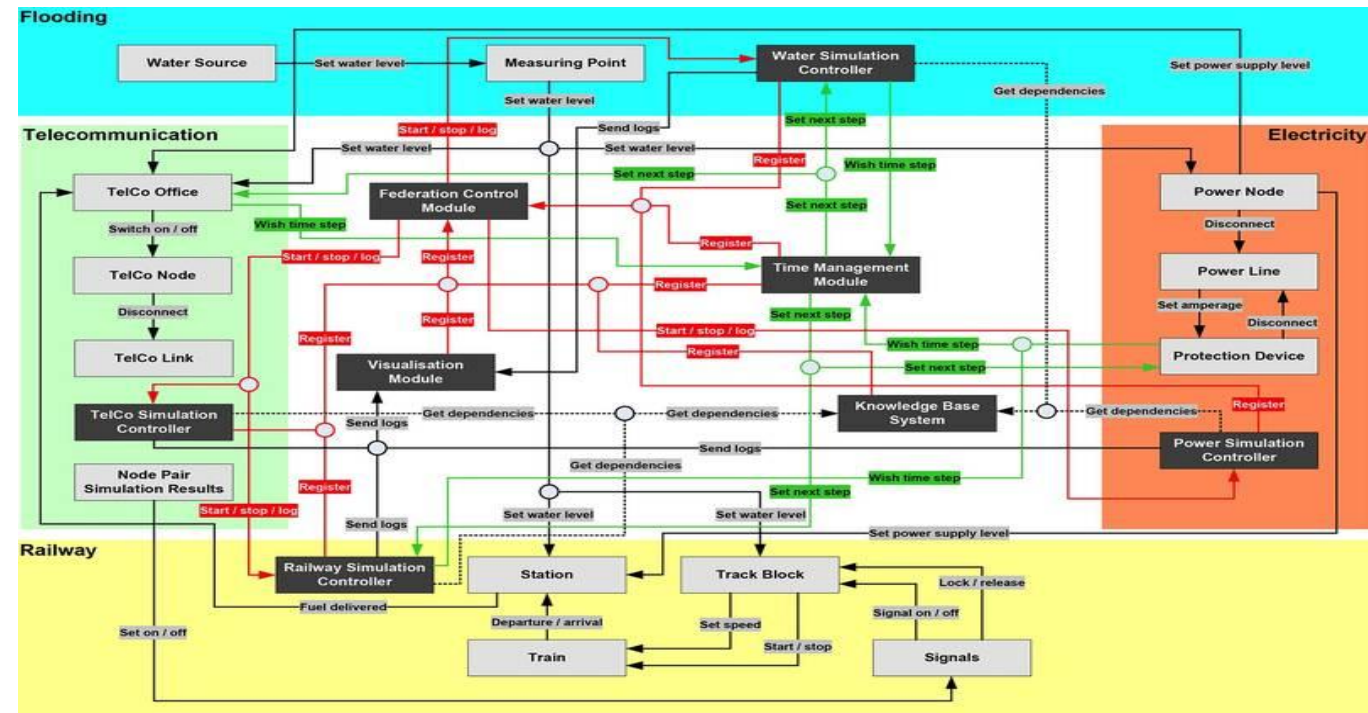 Flooding
Water Source
Set water level
Measuring Point
Water Simulation
Controller
Set power supply level
Get dependencies
Set water level
Telecommunication
Start / stop / log
Send logs
Set next step
Electricity
Set water level
Set water level
Register
Wish time step
TelCo Office
Set next step
Federation Control
Module
Power Node
Set next step
Wish time step
Switch on / off
Disconnect
Start / stop / log
Register
Register
TelCo Node
Time Management
Module
Power Line
Register
Set amperage
Disconnect
Set next step
Disconnect
Register
Register
Start / stop / log
Wish time step
TelCo Link
Register
Protection Device
Visualisation
Module
Set next step
TelCo Simulation
Controller
Get dependencies
Get dependencies
Knowledge Base
System
Get dependencies
Register
Send logs
Send logs
Power Simulation
Controller
Get dependencies
Node Pair
Simulation Results
Wish time step
Register
Set next step
Start / stop / log
Send logs
Set water level
Set water level
Set power supply level
Railway
Railway Simulation
Controller
Station
Track Block
Lock / release
Fuel delivered
Signal on / off
Departure / arrival
Set speed
Set on / off
Start / stop
Train
Signals